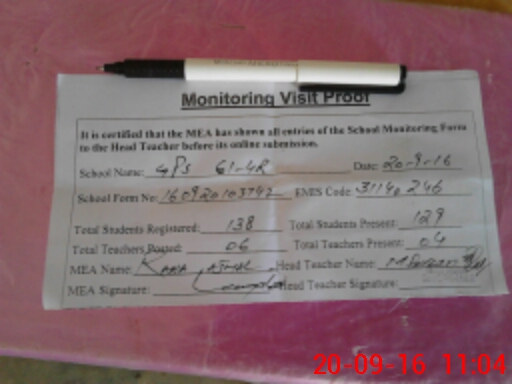 Monitoring Visit Proof
It is certified that the MEA has shown all entries of the School Monitoring Form
to the Head Teacher before its online submission.
School Name: GPS 61-4R Date: 20-9-16
School Form No: EMIS Code:
Total Students Registered: 138 Total Students Present: 129
Total Teachers Posted: 06 Total Teachers Present: 04
MEA Name: Rana Head Teacher Name:
MEA Signature: Head Teacher Signature:
20-09-16 11:04